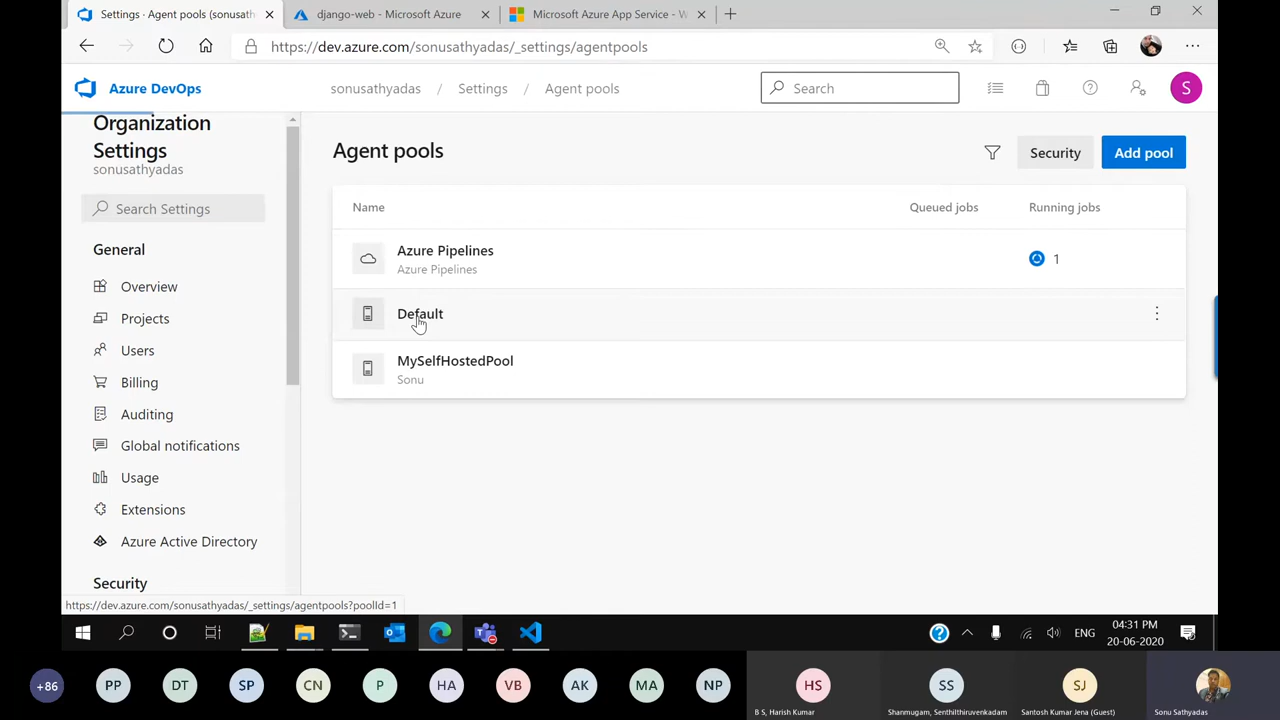 Settings · Agent pools (sonusath
django-web - Microsoft Azure
Microsoft Azure App Service - W
https://dev.azure.com/sonusathyadas/_settings/agentpools
Azure DevOps
sonusathyadas / Settings / Agent pools
Search
S
Organization
Settings
sonusathyadas
Search Settings
General
Overview
Projects
Users
Billing
Auditing
Global notifications
Usage
Extensions
Azure Active Directory
Security
Agent pools
Security
Add pool
Name
Queued jobs
Running jobs
Azure Pipelines
Azure Pipelines
1
Default
MySelfHostedPool
Sonu
https://dev.azure.com/sonusathyadas/_settings/agentpools?poolId=1
ENG
04:31 PM
20-06-2020
+86
PP
DT
SP
CN
P
HA
VB
AK
MA
NP
HS
B S, Harish Kumar
SS
Shanmugam, Senthilthiruvenkadam
SJ
Santosh Kumar Jena (Guest)
Sonu Sathyadas